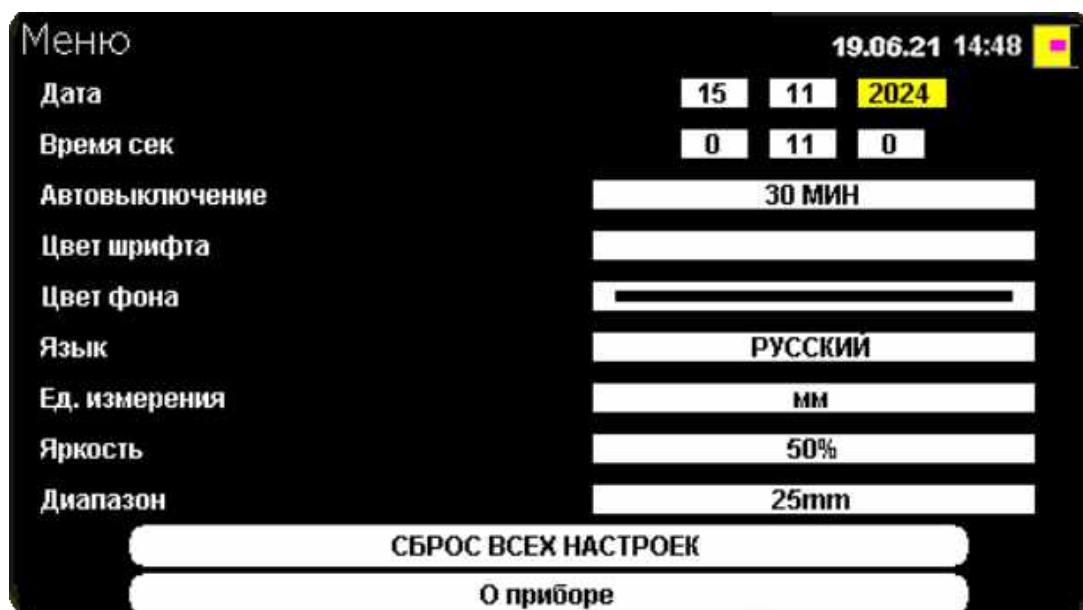 Меню 19.06.21 14:48
Дата 15 11 2024
Время сек 0 11 0
Автовыключение 30 МИН
Цвет шрифта
Цвет фона
Язык РУССКИЙ
Ед. измерения мм
Яркость 50%
Диапазон 25mm
СБРОС ВСЕХ НАСТРОЕК
О приборе